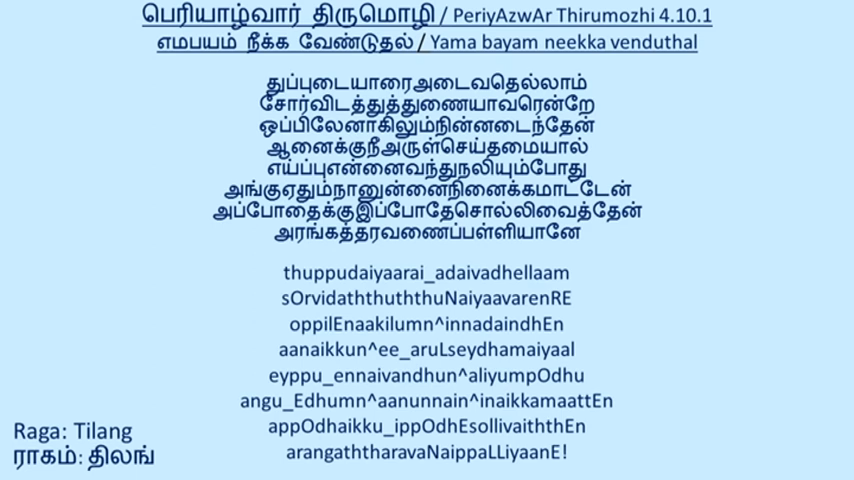 பெரியாழ்வார் திருமொழி / PeriyAzwAr Thirumozhi 4.10.1
எமபயம் நீக்க வேண்டுதல் / Yama bayam neekka venduthal
துப்புடையாரைஅடைவதெல்லாம்
சோர்விடத்துத்துணையாவரென்றே
ஒப்பிலேனாகிலும்நின்னடைந்தேன்
ஆனைக்குநீஅருள்செய்தமையால்
எய்ப்புஎன்னைவந்துநலியும்போது
அங்குஏதும்நானுன்னைநினைக்கமாட்டேன்
அப்போதைக்குஇப்போதேசொல்லிவைத்தேன்
அரங்கத்தரவணைப்பள்ளியானே
thuppudaiyaarai_adaivadhellaam
sOrvidaththuththuNaiyaavarenRE
oppilEnaakilumn^innadaindhEn
aanaikkun^ee_aruLseydhamaiyaal
eyppu_ennaivandhun^aliyumpOdhu
angu_Edhumn^aanunnain^inaikkamaattEn
appOdhaikku_ippOdhEsollivaiththEn
arangaththaravaNaippaLLiyaanE!
Raga: Tilang
ராகம்: திலங்